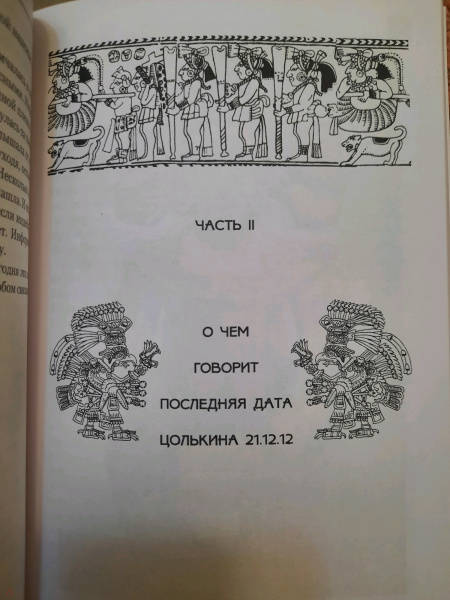 ЧАСТЬ II
О ЧЕМ
ГОВОРИТ
ПОСЛЕДНЯЯ ДАТА
ЦОЛЬКИНА 21.12.12